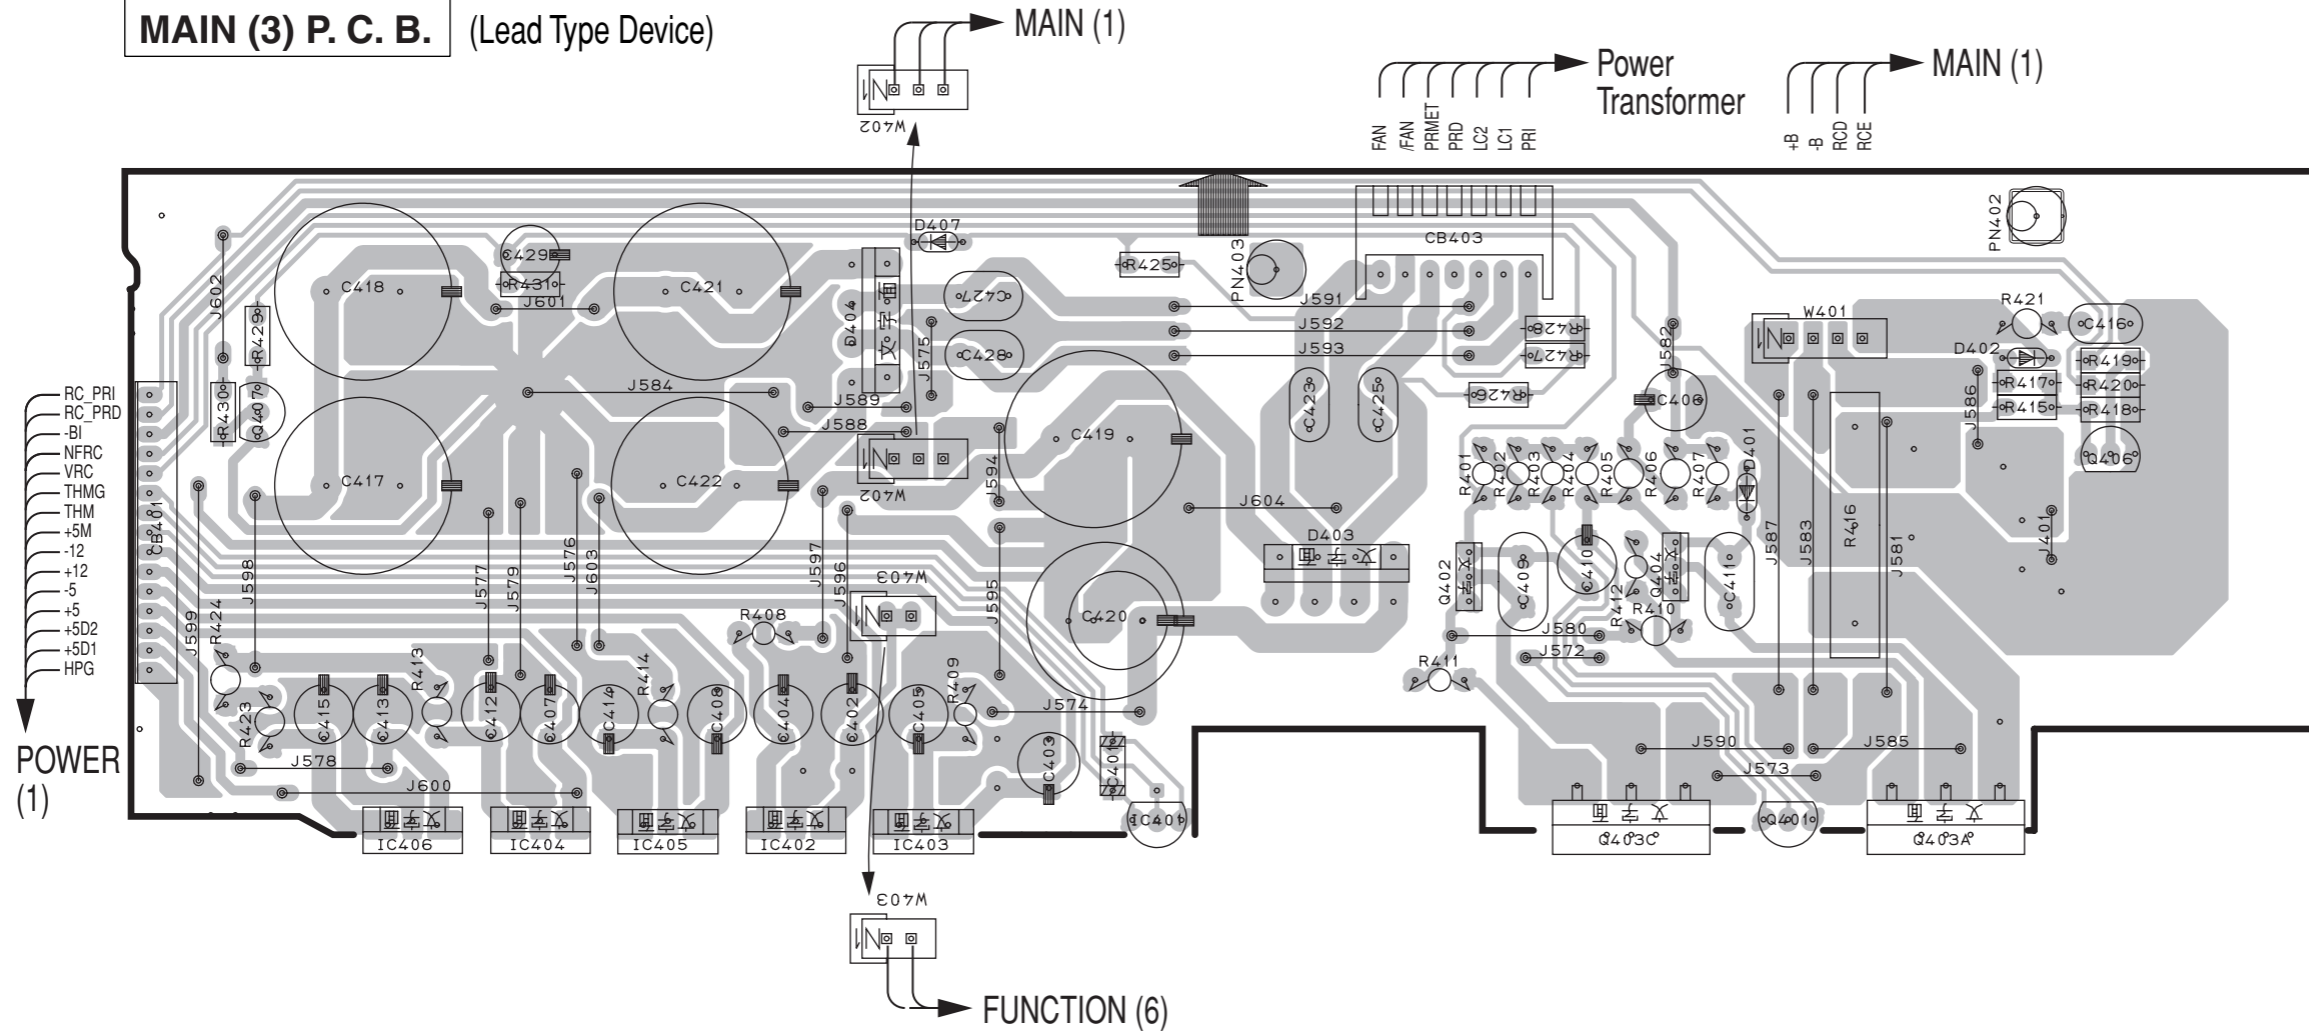 MAIN (3) P. C. B. (Lead Type Device)
MAIN (1)
W402
Power
Transformer
MAIN (1)
FAN
/FAN
PRMET
PRD
LC2
LC1
PRI
+B
-B
RCD
RCE
D407
C429
R431
J601
J602
C418
C421
R429
D404
C427
J575
C428
R425
PN403
CB403
PN402
J591
J592
J593
R428
R427
R426
J582
W401
R421
C416
D402
R419
R417
R420
R415
R418
J586
Q406
J584
J589
J588
R430
Q407
W402
C417
C422
C419
J594
C423
C425
C406
R401
R402
R403
R404
R405
R406
R407
D401
J604
D403
RC_PRI
RC_PRD
-BI
NFRC
VRC
THMG
THM
+5M
-12
+12
-5
+5
+5D2
+5D1
HPG
CB401
POWER
(1)
J599
J598
R424
J577
J579
J576
J603
J597
J596
W403
J595
C420
Q402
C409
C410
R412
Q404
C411
R410
J587
J583
R416
J581
J401
R408
J580
J572
R411
R423
C415
C413
R413
C412
C407
C414
R414
C408
C404
C402
C405
R409
J574
C403
C401
J578
J600
J590
J585
J573
IC406
IC404
IC405
IC402
IC403
IC401
Q403C
Q401
Q403A
W403
FUNCTION (6)